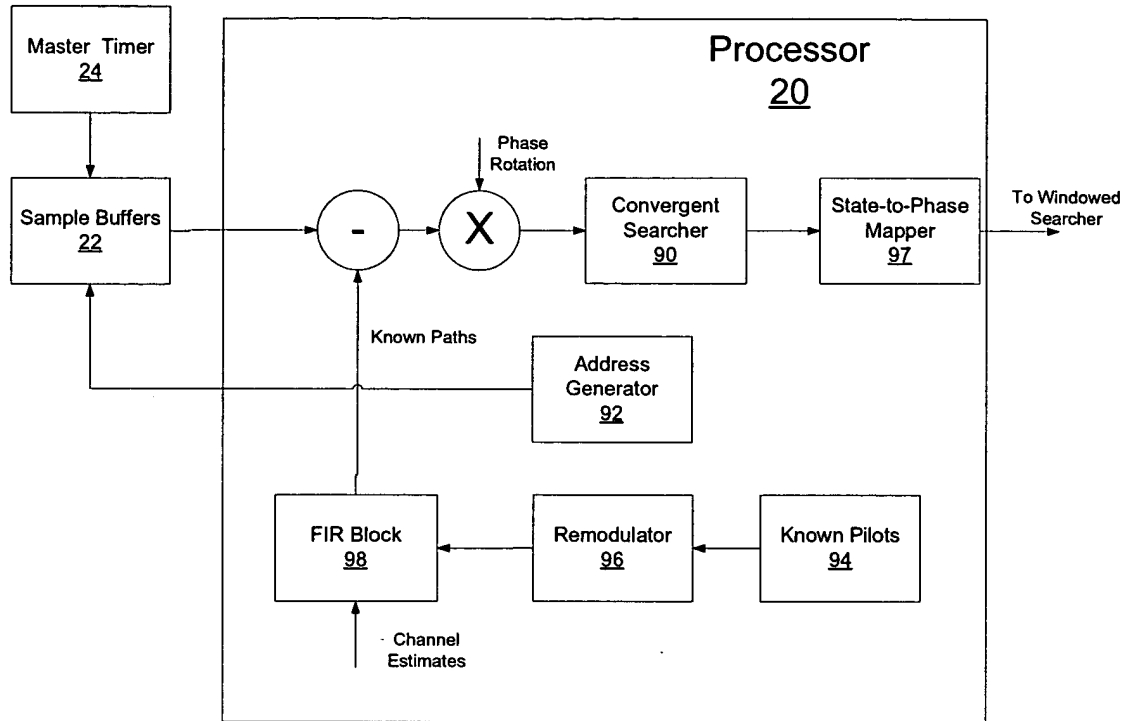 Master Timer
24
Processor
20
Phase
Rotation
Sample Buffers
22
-
X
Convergent
Searcher
90
State-to-Phase
Mapper
97
To Windowed
Searcher
Known Paths
Address
Generator
92
FIR Block
98
Remodulator
96
Known Pilots
94
Channel
Estimates